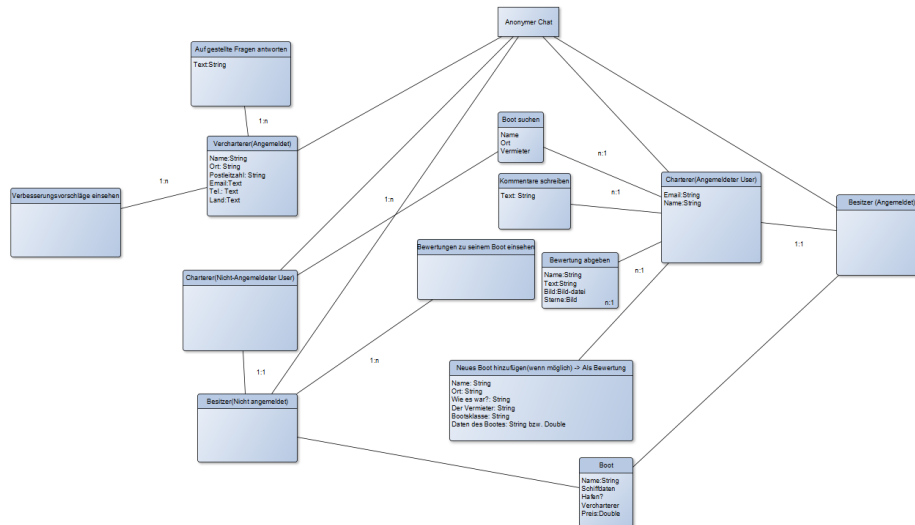 Anonymer Chat
Auf gestellte Fragen antworten
Text:String
1:n
Vercharterer(Angemeldet)
Name:String
Ort: String
Postleitzahl: String
Email:Text
Tel.: Text
Land:Text
1:n
Verbesserungsvorschläge einsehen
Boot suchen
Name
Ort
Vermieter
n:1
Kommentare schreiben
Text: String
n:1
Charterer(Angemeldeter User)
Email:String
Name:String
Besitzer (Angemeldet)
1:1
1:n
Bewertungen zu seinem Boot einsehen
Bewertung abgeben
Name:String
Text:String
Bild:Bild-datei
Sterne:Bild
n:1
n:1
Charterer(Nicht-Angemeldeter User)
1:1
1:n
Neues Boot hinzufügen(wenn möglich) -> Als Bewertung
Name: String
Ort: String
Wie es war?: String
Der Vermieter: String
Bootsklasse: String
Daten des Bootes: String bzw. Double
Besitzer(Nicht angemeldet)
Boot
Name:String
Schiffdaten
Hafen?
Vercharterer
Preis:Double